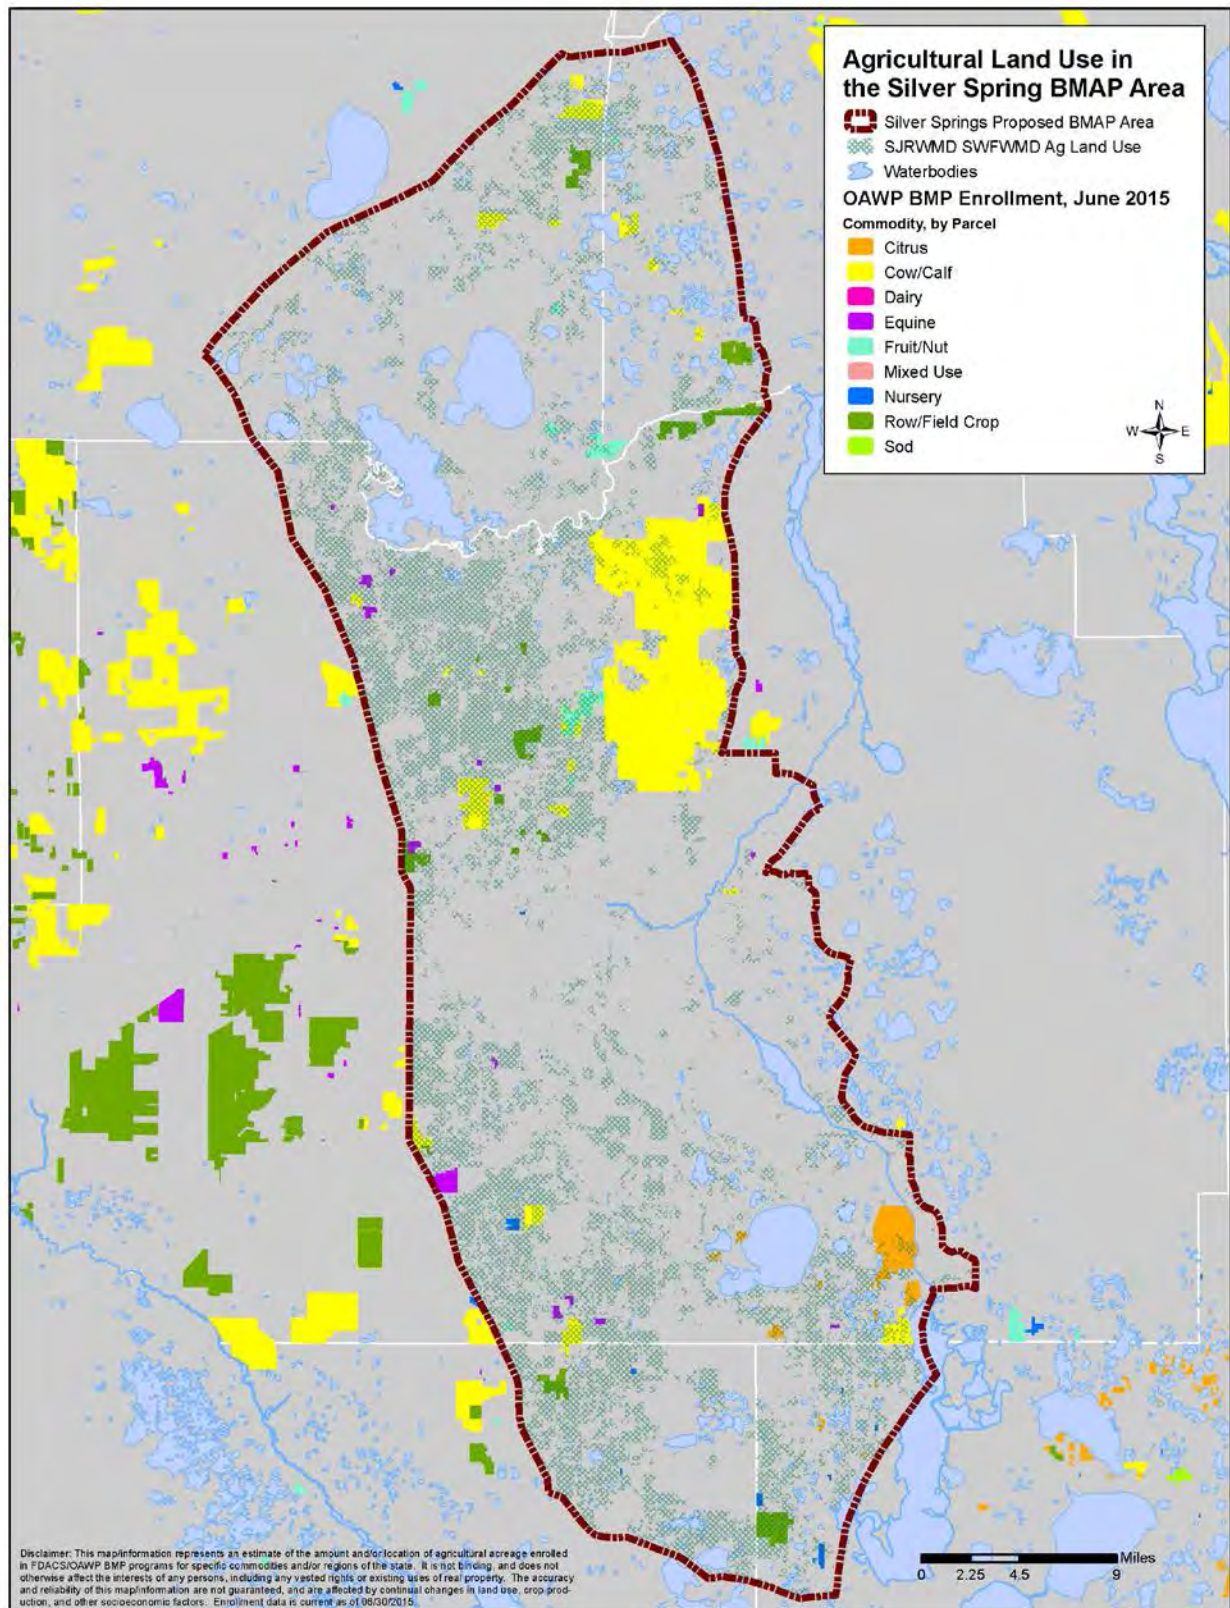 Agricultural Land Use in
the Silver Spring BMAP Area
Silver Springs Proposed BMAP Area
SJRWMD SWFWMD Ag Land Use
Waterbodies
OAWP BMP Enrollment, June 2015
Commodity, by Parcel
Citrus
Cow/Calf
Dairy
Equine
Fruit/Nut
Mixed Use
Nursery
Row/Field Crop
Sod
N
W E
S
Disclaimer: This map/information represents an estimate of the amount and/or location of agricultural acreage enrolled
in FDACS/OAWP BMP programs for specific commodities and/or regions of the state. It is not binding, and does not
otherwise affect the interests of any persons, including any vested rights or existing uses of real property. The accuracy
and reliability of this map/information are not guaranteed, and are affected by continual changes in land use, crop prod-
uction, and other socioeconomic factors. Enrollment data is current as of 06/30/2015.
Miles
0 2.25 4.5 9